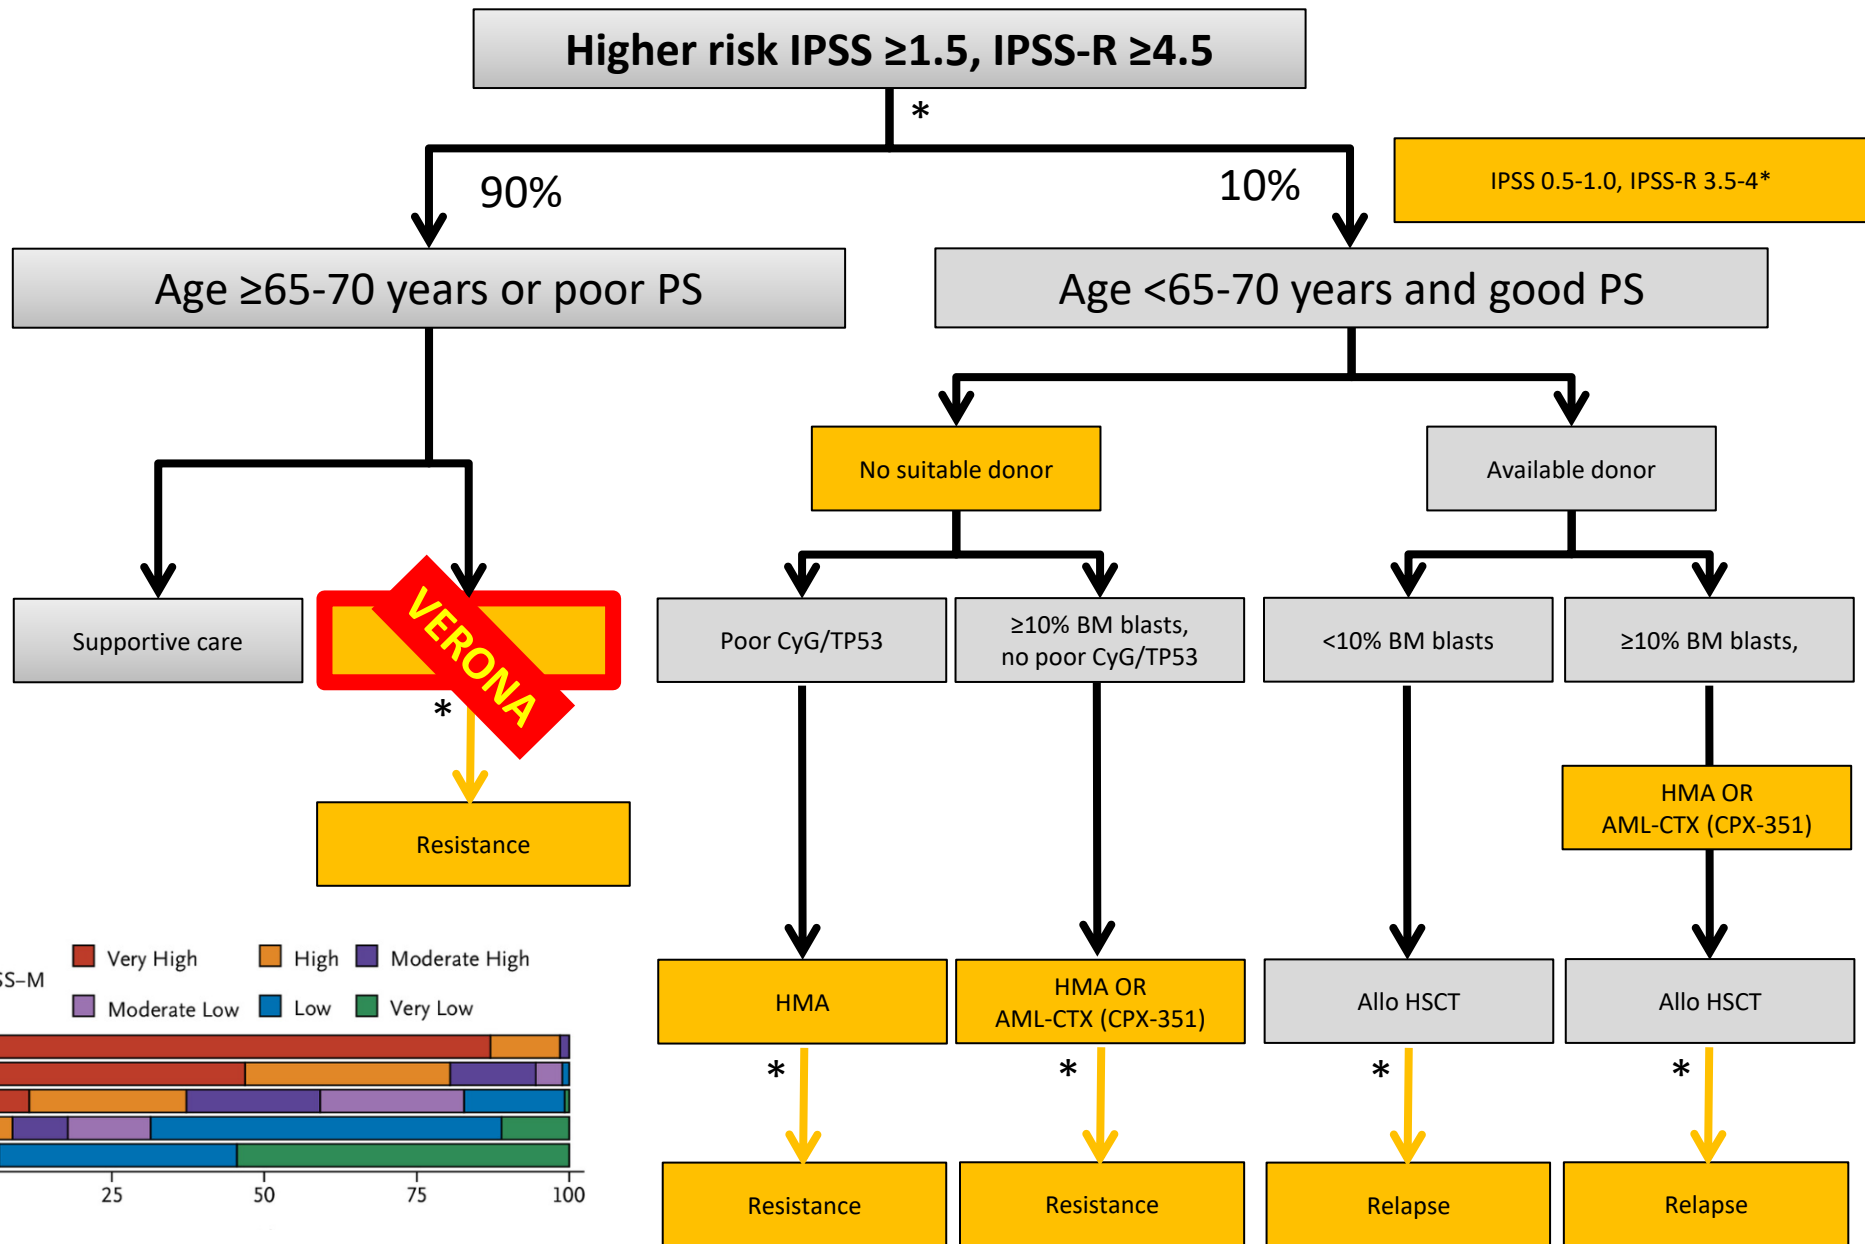 Higher risk IPSS ≥1.5, IPSS-R ≥4.5
*
90%
10%
IPSS 0.5-1.0, IPSS-R 3.5-4*
Age ≥65-70 years or poor PS
Age <65-70 years and good PS
No suitable donor
Available donor
Supportive care
VERONA
*
Poor CyG/TP53
≥10% BM blasts,
no poor CyG/TP53
<10% BM blasts
≥10% BM blasts,
HMA OR
AML-CTX (CPX-351)
Resistance
HMA
HMA OR
AML-CTX (CPX-351)
Allo HSCT
Allo HSCT
*
*
*
*
Resistance
Resistance
Relapse
Relapse
SS–M
Very High
High
Moderate High
Moderate Low
Low
Very Low
25
50
75
100